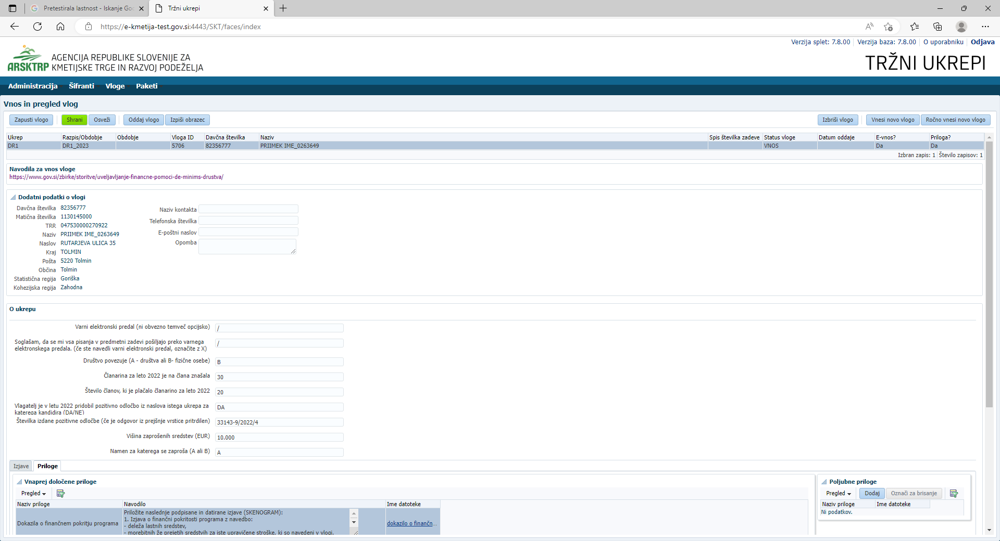 Pretestirala lastnost - Iskanje Goo
Tržni ukrepi
https://e-kmetija-test.gov.si:4443/SKT/faces/index
Verzija splet: 7.8.00 Verzija baza: 7.8.00 O uporabniku Odjava
ARSKTRP
AGENCIJA REPUBLIKE SLOVENIJE ZA
KMETIJSKE TRGE IN RAZVOJ PODEŽELJA
TRŽNI UKREPI
Administracija Šifranti Vloge Paketi
Vnos in pregled vlog
Zapusti vlogo Shrani Osveži Oddaj vlogo Izpiši obrazec Izbriši vlogo Vnesi novo vlogo Ročno vnesi novo vlogo
Ukrep Razpis/Obdobje Obdobje Vloga ID Davčna številka Naziv Spis številka zadeve Status vloge Datum oddaje E-vnos? Priloga?
DR1 DR1_2023 5706 82356777 PRIIMEK IME_0263649 VNOS Da Da
Izbran zapis: 1 Število zapisov: 1
Navodila za vnos vloge
https://www.gov.si/zbirke/storitve/uveljavljanje-financne-pomoci-de-minims-drustva/
Dodatni podatki o vlogi
Davčna številka 82356777
Matična številka 1130145000
TRR 047530000270922
Naziv PRIIMEK IME_0263649
Naslov RUTARJEVA ULICA 35
Kraj TOLMIN
Pošta 5220 Tolmin
Občina Tolmin
Statistična regija Goriška
Kohezijska regija Zahodna
Naziv kontakta
Telefonska številka
E-poštni naslov
Opomba
O ukrepu
Varni elektronski predal (ni obvezno temveč opcijsko) /
Soglašam, da se mi vsa pisanja v predmetni zadevi pošiljajo preko varnega
elektronskega predala. (če ste navedli varni elektronski predal, označite z X) /
Društvo povezuje (A - društva ali B- fizične osebe) B
Članarina za leto 2022 je na člana znašala 30
Število članov, ki je plačalo članarino za leto 2022 20
Vlagatelj je v letu 2022 pridobil pozitivno odločbo iz naslova istega ukrepa za
katerega kandidira (DA/NE) DA
Številka izdane pozitivne odločbe (če je odgovor iz prejšnje vrstice pritrdilen) 33143-9/2022/4
Višina zaprošenih sredstev (EUR) 10.000
Namen za katerega se zaproša (A ali B) A
Izjave Priloge
Vnaprej določene priloge
Pregled
Naziv priloge Navodilo Ime datoteke
Dokazila o finančnem pokritju programa
Priložite naslednje podpisane in datirane izjave (SKENOGRAM):
1. Izjava o finančni pokritosti programa z navedbo:
- deleža lastnih sredstev,
- morebitnih že prejetih sredstvih za iste upravičene stroške, ki so navedeni v vlogi,
dokazilo o finančn...
Poljubne priloge
Pregled Dodaj Označi za brisanje
Naziv priloge Ime datoteke
Ni podatkov.